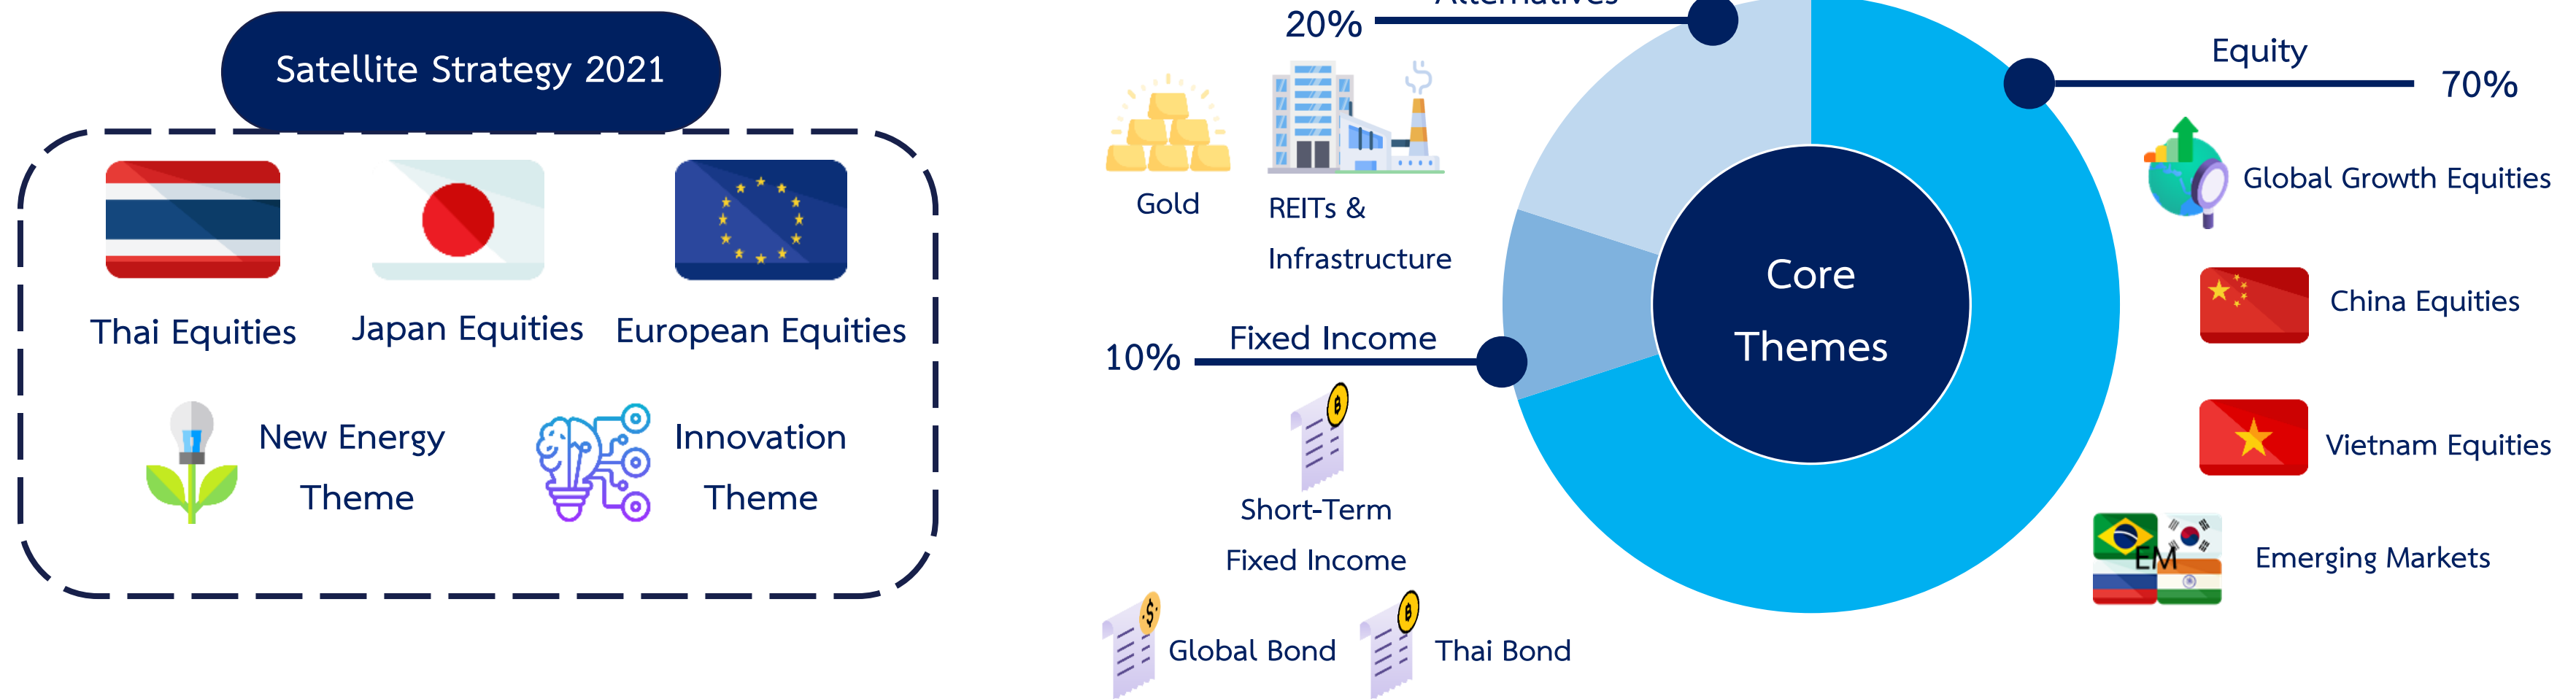 Satellite Strategy 2021
Thai Equities
Japan Equities
European Equities
New Energy
Theme
Innovation
Theme
Alternatives
20%
Gold
REITs &
Infrastructure
Fixed Income
10%
Short-Term
Fixed Income
Global Bond
Thai Bond
Core
Themes
Equity
70%
Global Growth Equities
China Equities
Vietnam Equities
EM
Emerging Markets